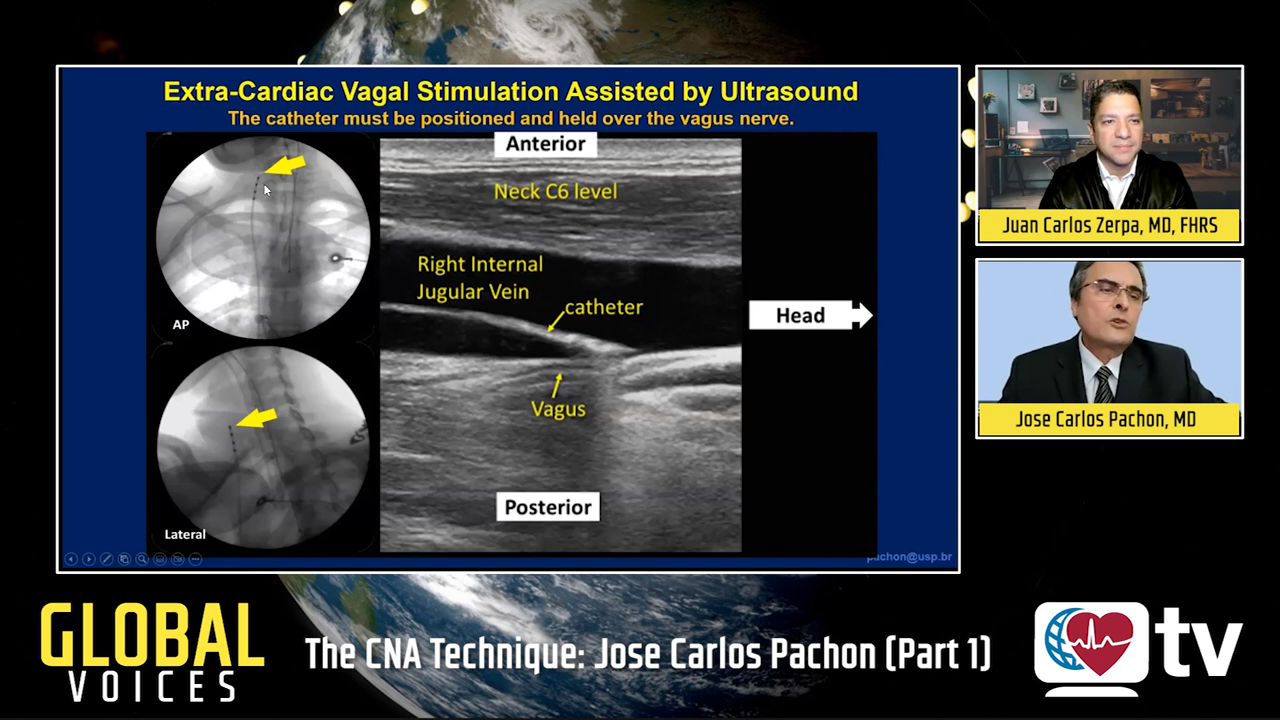 Extra-Cardiac Vagal Stimulation Assisted by Ultrasound
The catheter must be positioned and held over the vagus nerve.
Anterior
Neck C6 level
Right Internal
Jugular Vein
catheter
Vagus
Posterior
Head
AP
Lateral
pachon@usp.br
Juan Carlos Zerpa, MD, FHRS
Jose Carlos Pachon, MD
GLOBAL
VOICES
The CNA Technique: Jose Carlos Pachon (Part 1)
tv